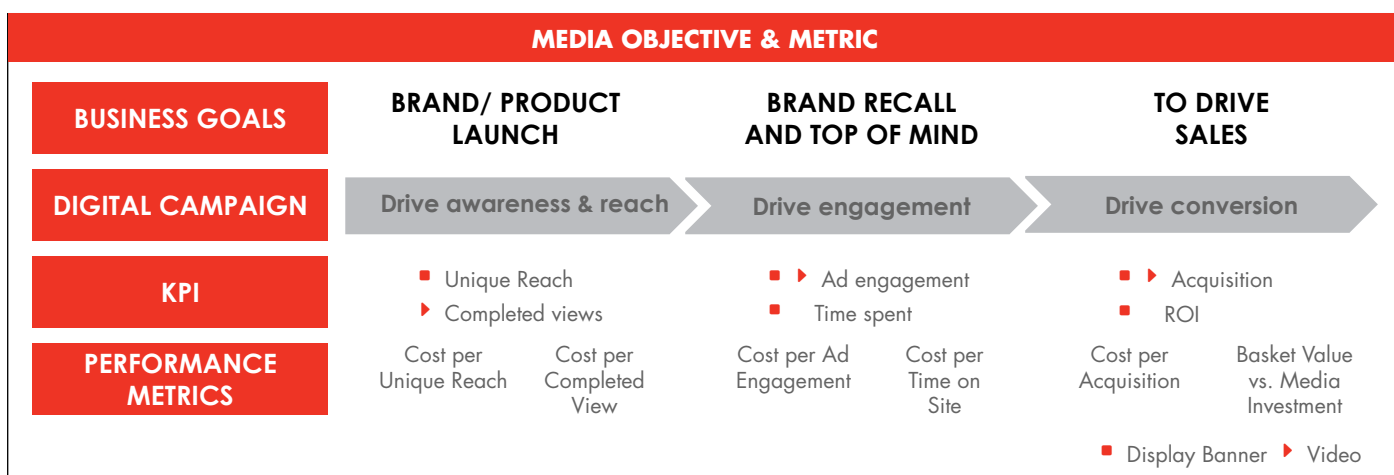 MEDIA OBJECTIVE & METRIC
BUSINESS GOALS
BRAND/ PRODUCT
LAUNCH
BRAND RECALL
AND TOP OF MIND
TO DRIVE
SALES
DIGITAL CAMPAIGN
Drive awareness & reach
Drive engagement
Drive conversion
KPI
Unique Reach
Completed views
Ad engagement
Time spent
Acquisition
ROI
PERFORMANCE
METRICS
Cost per
Unique Reach
Cost per
Completed
View
Cost per Ad
Engagement
Cost per
Time on
Site
Cost per
Acquisition
Basket Value
vs. Media
Investment
Display Banner
Video